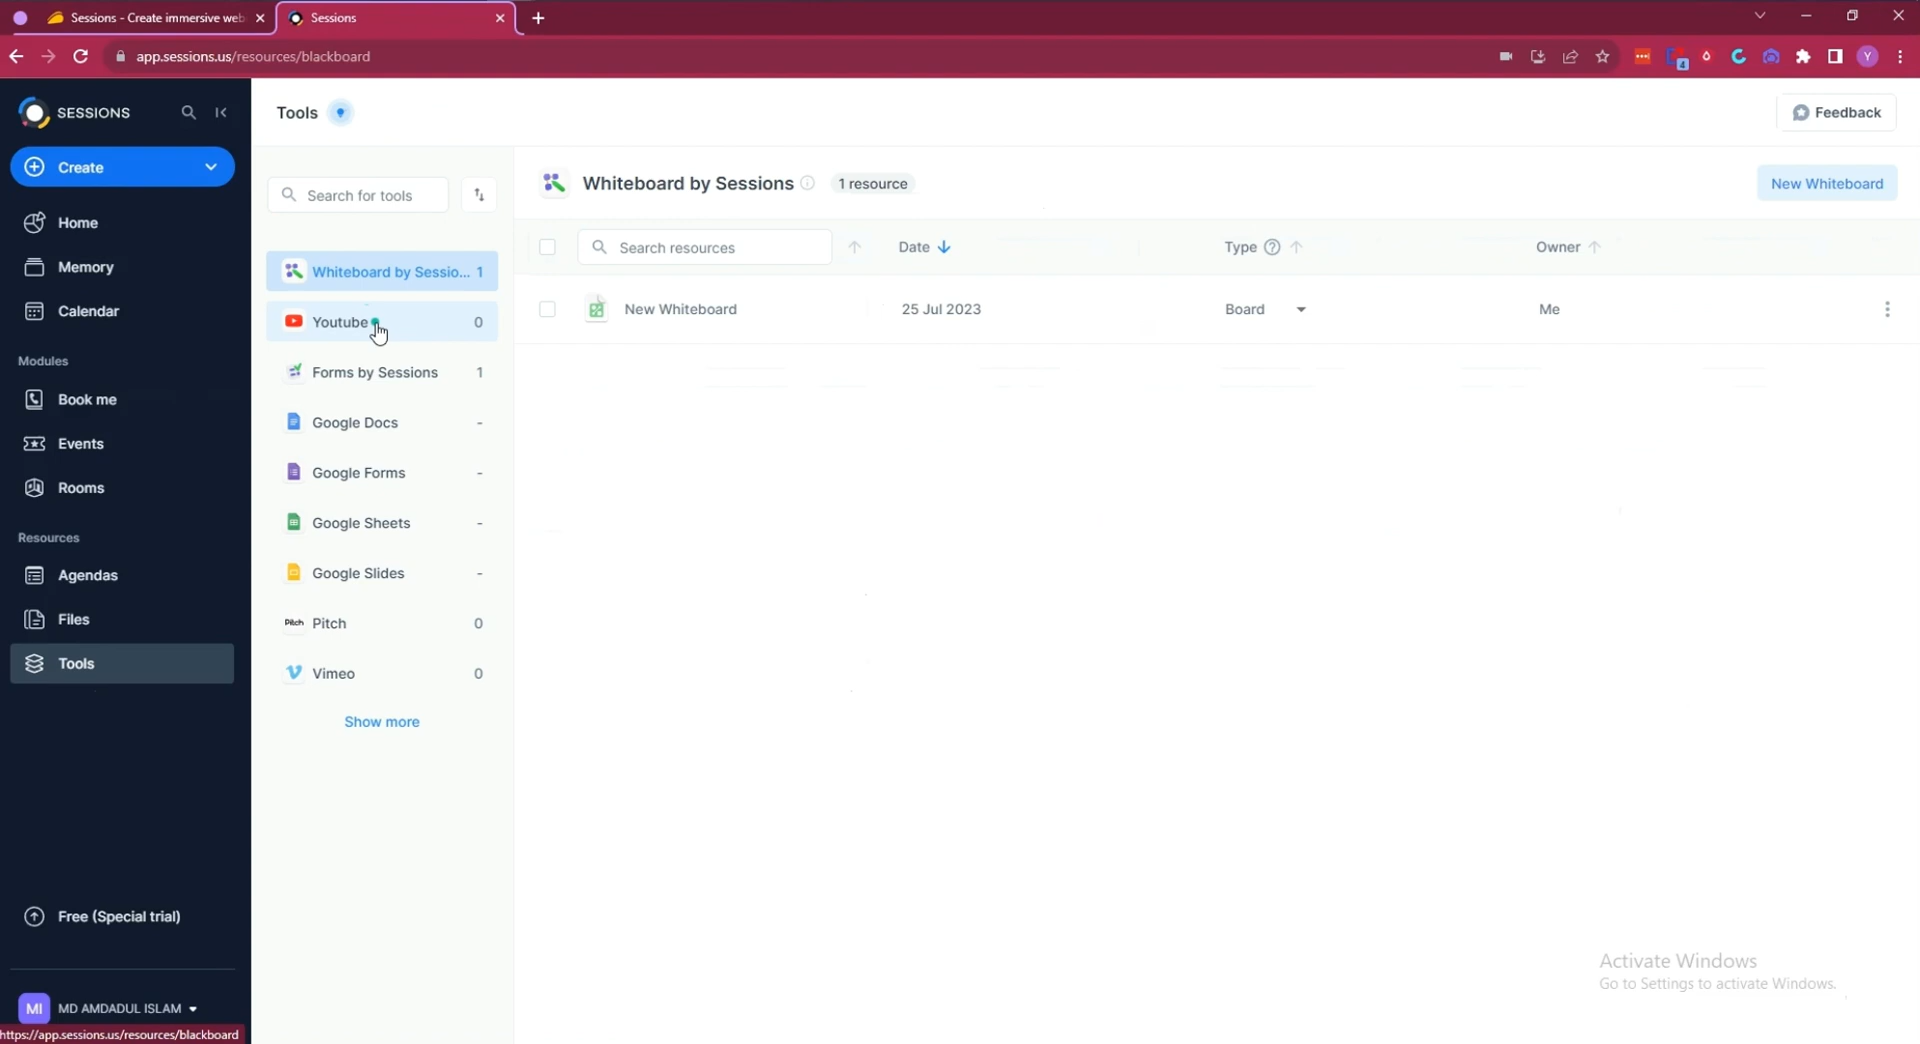 Sessions - Create immersive web
Sessions
app.sessions.us/resources/blackboard
4
Y
SESSIONS
Create
Home
Memory
Calendar
Modules
Book me
Events
Rooms
Resources
Agendas
Files
Tools
Free (Special trial)
MI MD AMDADUL ISLAM
https://app.sessions.us/resources/blackboard
Tools
Feedback
Search for tools
Whiteboard by Sessio... 1
Youtube 0
Forms by Sessions 1
Google Docs -
Google Forms -
Google Sheets -
Google Slides -
Pitch Pitch 0
Vimeo 0
Show more
Whiteboard by Sessions 1 resource
New Whiteboard
Search resources Date Type Owner
New Whiteboard 25 Jul 2023 Board Me
Activate Windows
Go to Settings to activate Windows.